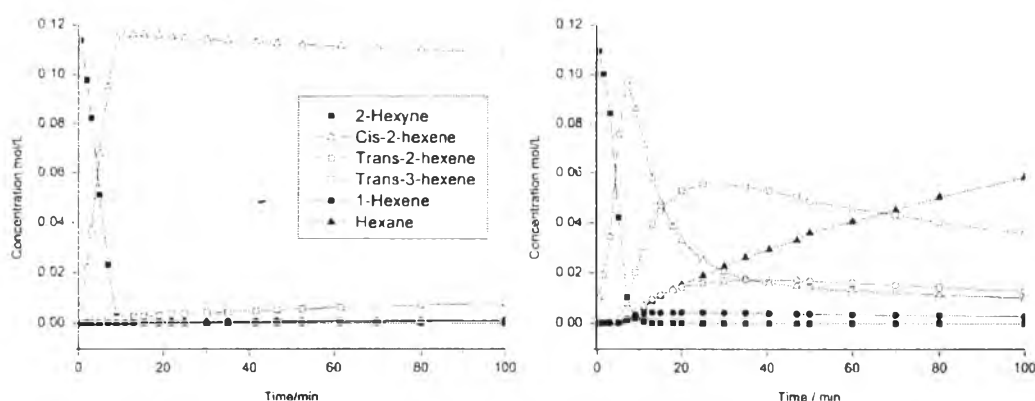 0.12
0.10
0.08
0.06
0.04
0.02
0.00
Concentration mol/L
0 20 40 60 80 100
Time/min
2-Hexyne
Cis-2-hexene
Trans-2-hexene
Trans-3-hexene
1-Hexene
Hexane
0.12
0.10
0.08
0.06
0.04
0.02
0.00
Concentration mol/L
0 20 40 60 80 100
Time / min